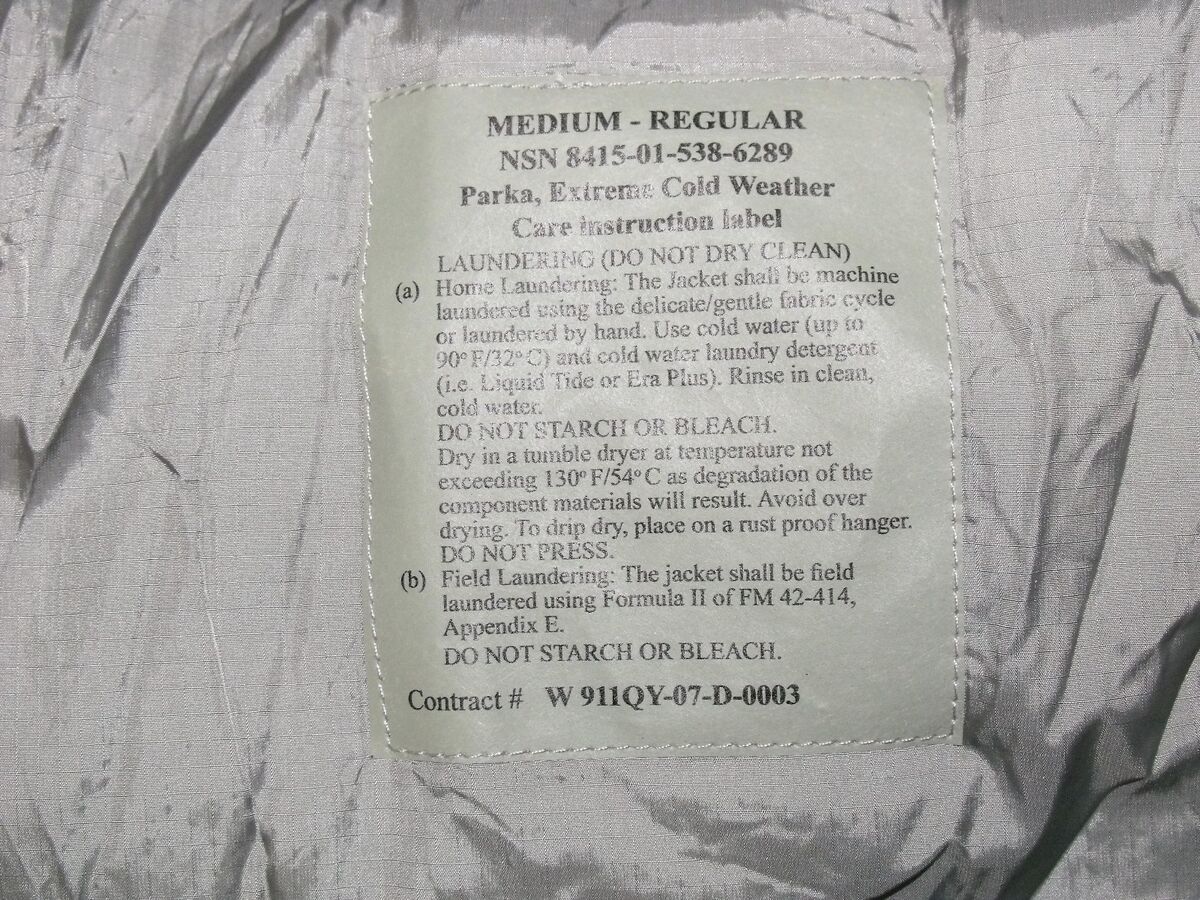 MEDIUM - REGULAR
NSN 8415-01-538-6289
Parka, Extreme Cold Weather
Care instruction label
LAUNDERING (DO NOT DRY CLEAN)
(a) Home Laundering: The Jacket shall be machine
laundered using the delicate/gentle fabric cycle
or laundered by hand. Use cold water (up to
90° F/32° C) and cold water laundry detergent
(i.e. Liquid Tide or Era Plus). Rinse in clean,
cold water.
DO NOT STARCH OR BLEACH.
Dry in a tumble dryer at temperature not
exceeding 130° F/54° C as degradation of the
component materials will result. Avoid over
drying. To drip dry, place on a rust proof hanger.
DO NOT PRESS.
(b) Field Laundering: The jacket shall be field
laundered using Formula II of FM 42-414,
Appendix E.
DO NOT STARCH OR BLEACH.
Contract # W 911QY-07-D-0003